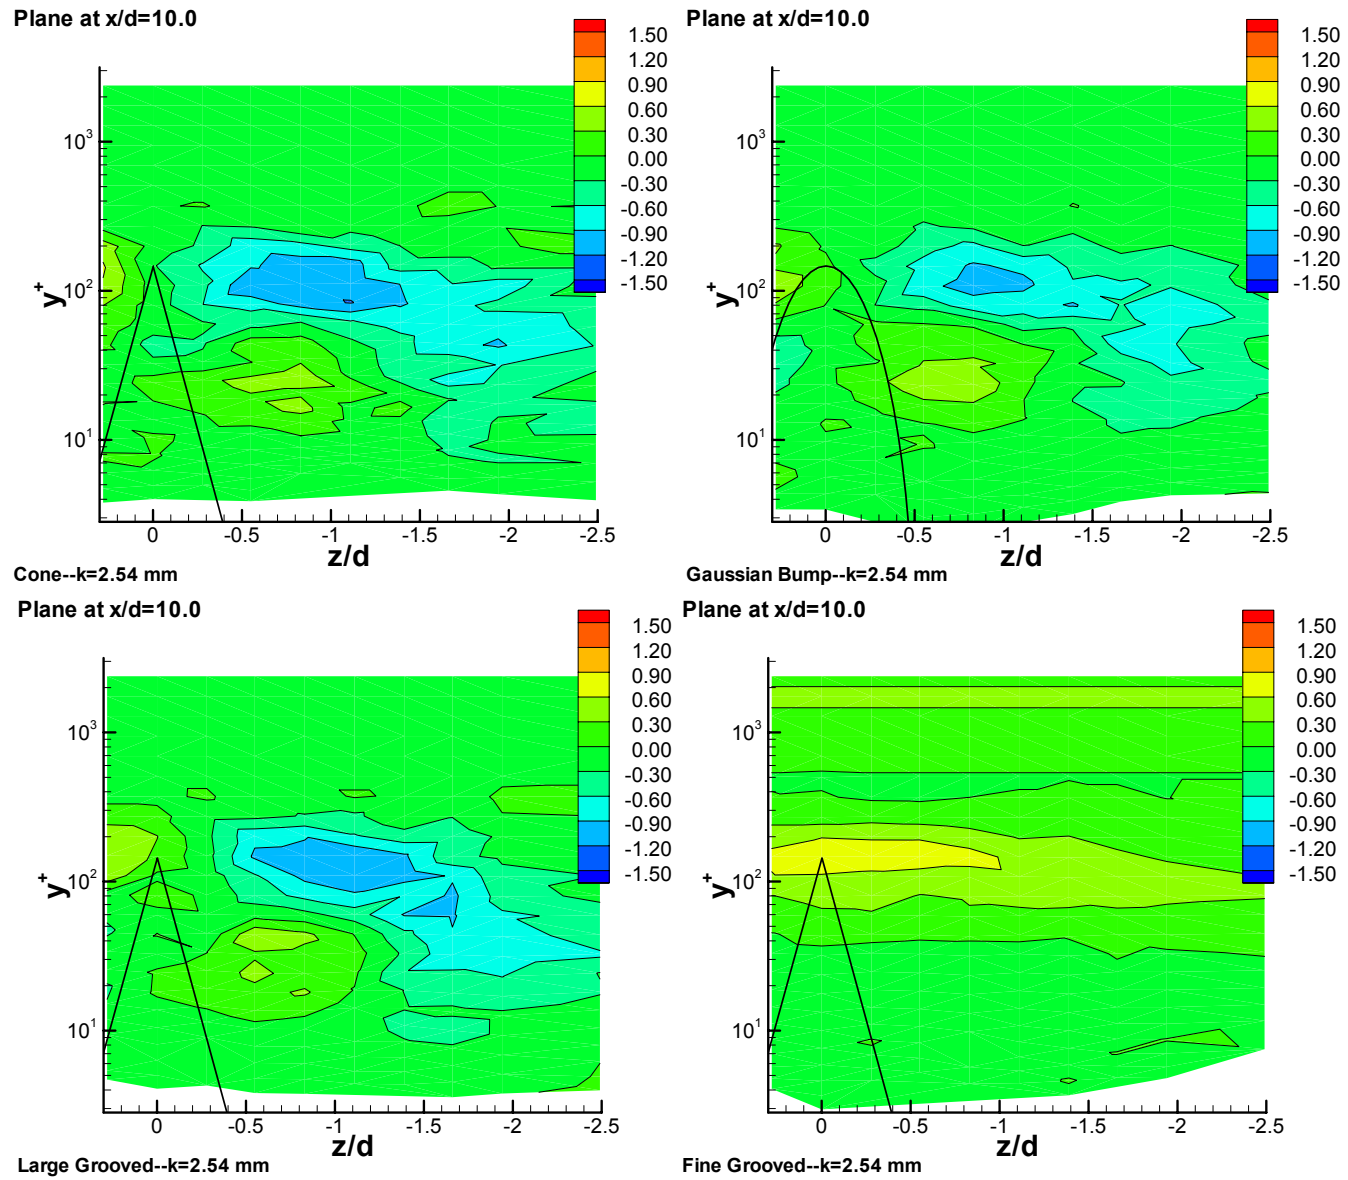 Plane at x/d=10.0
1.50
1.20
0.90
0.60
0.30
0.00
-0.30
-0.60
-0.90
-1.20
-1.50
10³
10²
10¹
y⁺
0 -0.5 -1 -1.5 -2 -2.5
z/d
Cone--k=2.54 mm
Plane at x/d=10.0
1.50
1.20
0.90
0.60
0.30
0.00
-0.30
-0.60
-0.90
-1.20
-1.50
10³
10²
10¹
y⁺
0 -0.5 -1 -1.5 -2 -2.5
z/d
Gaussian Bump--k=2.54 mm
Plane at x/d=10.0
1.50
1.20
0.90
0.60
0.30
0.00
-0.30
-0.60
-0.90
-1.20
-1.50
10³
10²
10¹
y⁺
0 -0.5 -1 -1.5 -2 -2.5
z/d
Large Grooved--k=2.54 mm
Plane at x/d=10.0
1.50
1.20
0.90
0.60
0.30
0.00
-0.30
-0.60
-0.90
-1.20
-1.50
10³
10²
10¹
y⁺
0 -0.5 -1 -1.5 -2 -2.5
z/d
Fine Grooved--k=2.54 mm